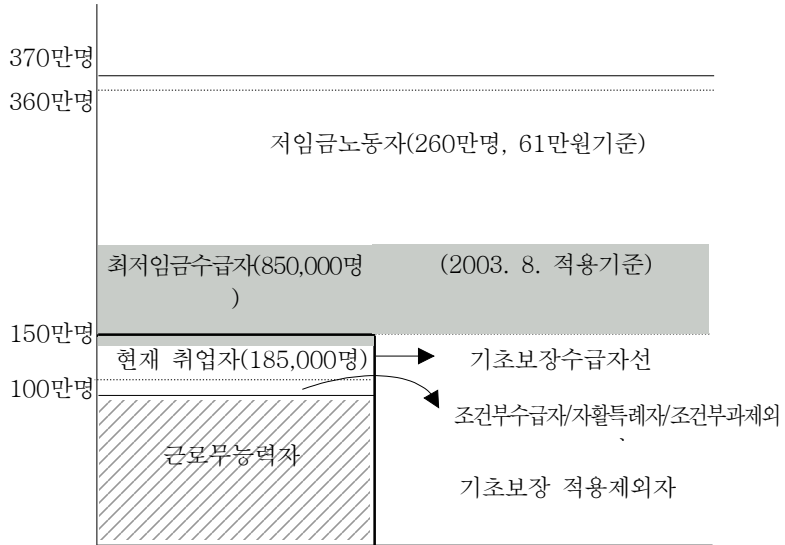 370만명
360만명
저임금노동자(260만명, 61만원기준)
최저임금수급자(850,000명
)
(2003. 8. 적용기준)
150만명
현재 취업자(185,000명)
기초보장수급자선
100만명
조건부수급자/자활특례자/조건부과제외
、
근로무능력자
기초보장 적용제외자